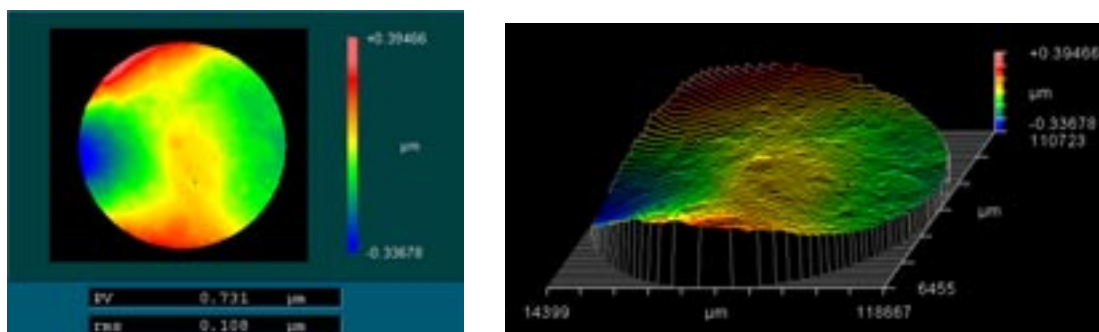 +0.39466
µm
-0.33678
PV 0.731 µm
rms 0.108 µm
+0.39466
µm
-0.33678
110723
µm
6455
14399 µm 118667